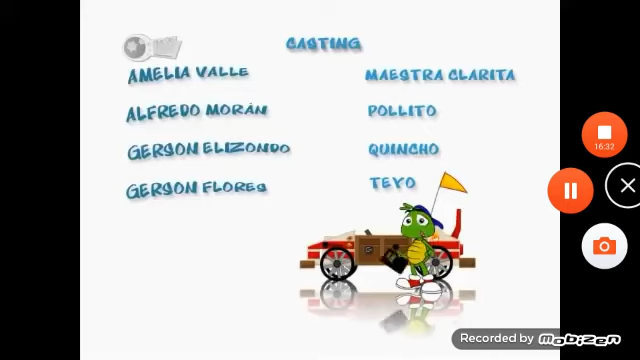 CASTING
AMELIA VALLE MAESTRA CLARITA
ALFREDO MORÁN POLLITO
GERSON ELIZONDO QUINCHO
GERSON FLORES TEYO
16:32
Recorded by mobizen